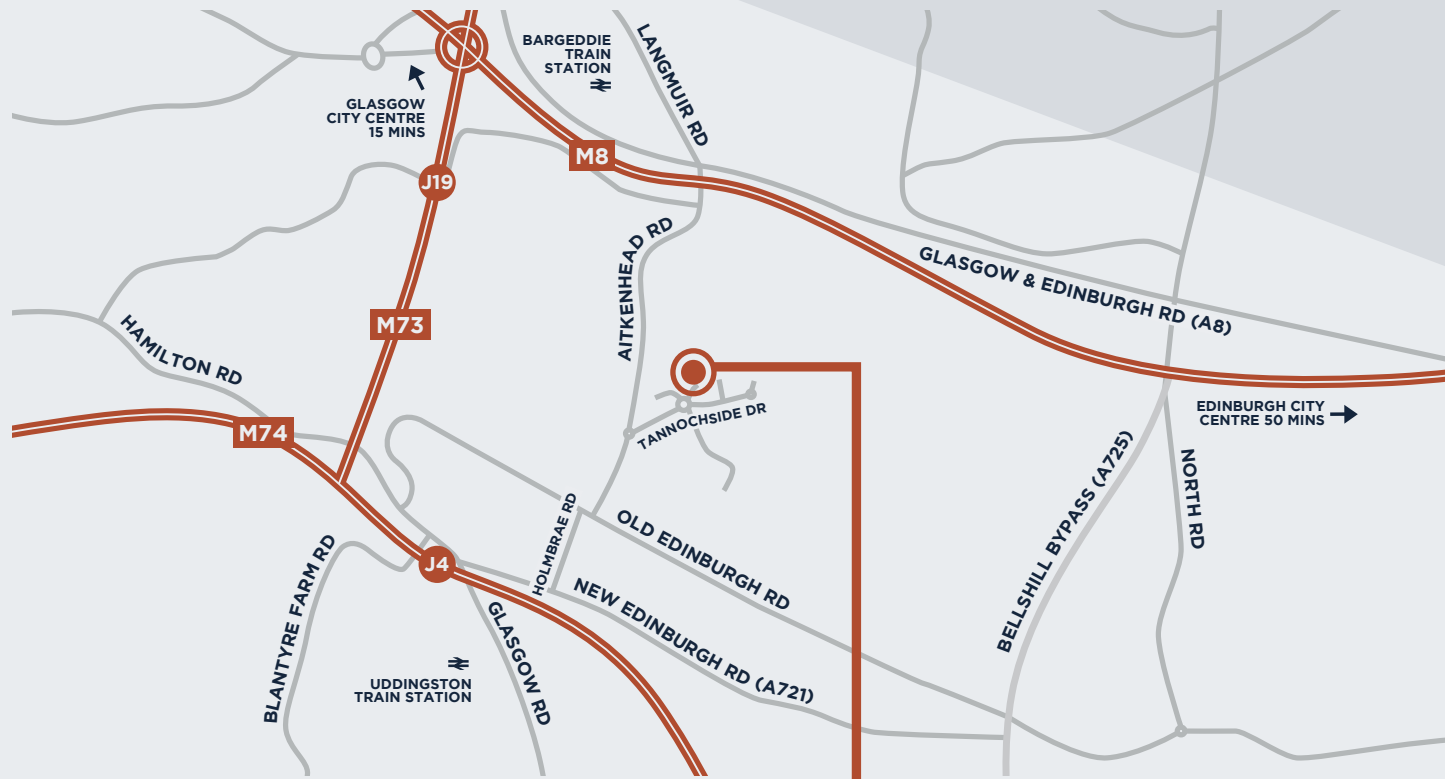 BARGEDDIE
TRAIN
STATION
LANGMUIR RD
GLASGOW
CITY CENTRE
15 MINS
M8
J19
AITKENHEAD RD
GLASGOW & EDINBURGH RD (A8)
M73
HAMILTON RD
TANNOCHSIDE DR
EDINBURGH CITY
CENTRE 50 MINS
M74
BELLSHILL BYPASS (A725)
NORTH RD
HOLMBRAE RD
OLD EDINBURGH RD
BLANTYRE FARM RD
J4
NEW EDINBURGH RD (A721)
GLASGOW RD
UDDINGSTON
TRAIN STATION